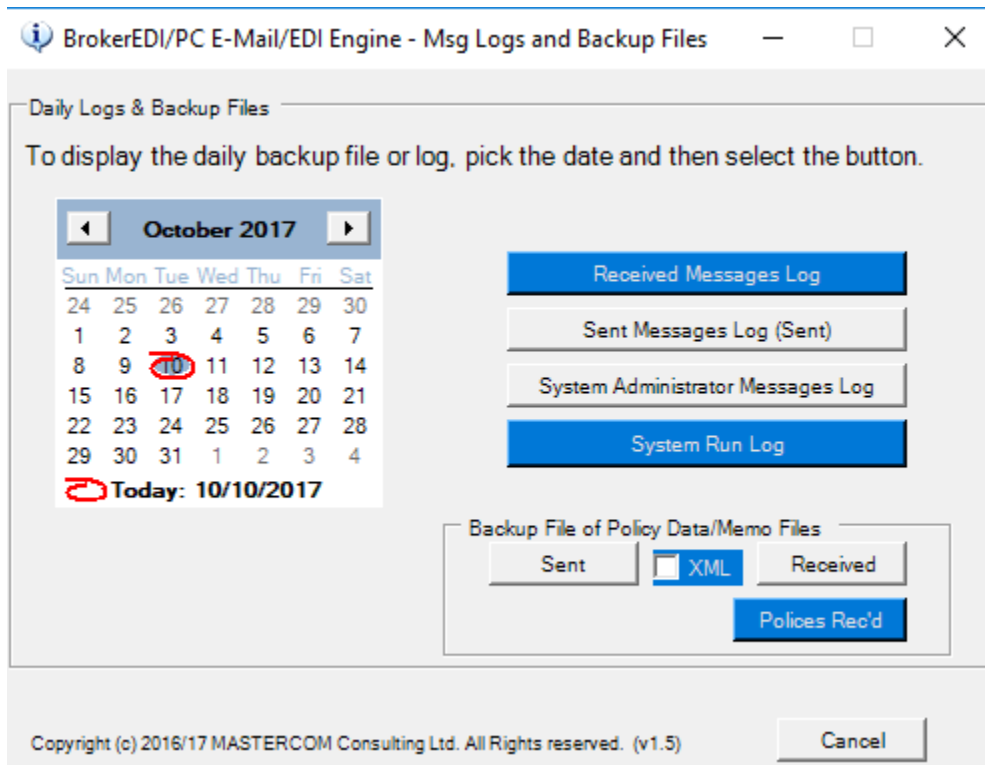 BrokerEDI/PC E-Mail/EDI Engine - Msg Logs and Backup Files
Daily Logs & Backup Files
To display the daily backup file or log, pick the date and then select the button.
October 2017
Sun Mon Tue Wed Thu Fri Sat
24 25 26 27 28 29 30
1 2 3 4 5 6 7
8 9 10 11 12 13 14
15 16 17 18 19 20 21
22 23 24 25 26 27 28
29 30 31 1 2 3 4
Today: 10/10/2017
Received Messages Log
Sent Messages Log (Sent)
System Administrator Messages Log
System Run Log
Backup File of Policy Data/Memo Files
Sent
XML
Received
Polices Rec'd
Copyright (c) 2016/17 MASTERCOM Consulting Ltd. All Rights reserved. (v1.5)
Cancel